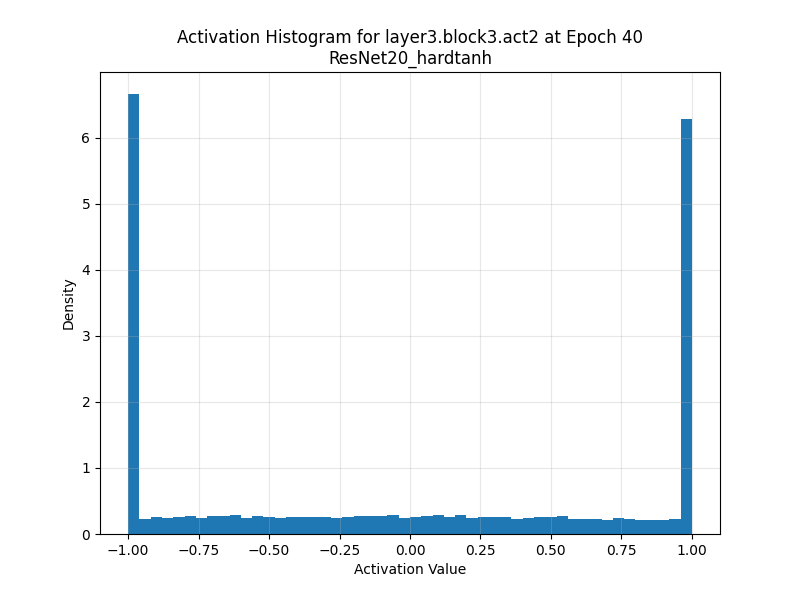 Activation Histogram for layer3.block3.act2 at Epoch 40
ResNet20_hardtanh
6
5
4
3
2
1
0
Density
−1.00 −0.75 −0.50 −0.25 0.00 0.25 0.50 0.75 1.00
Activation Value